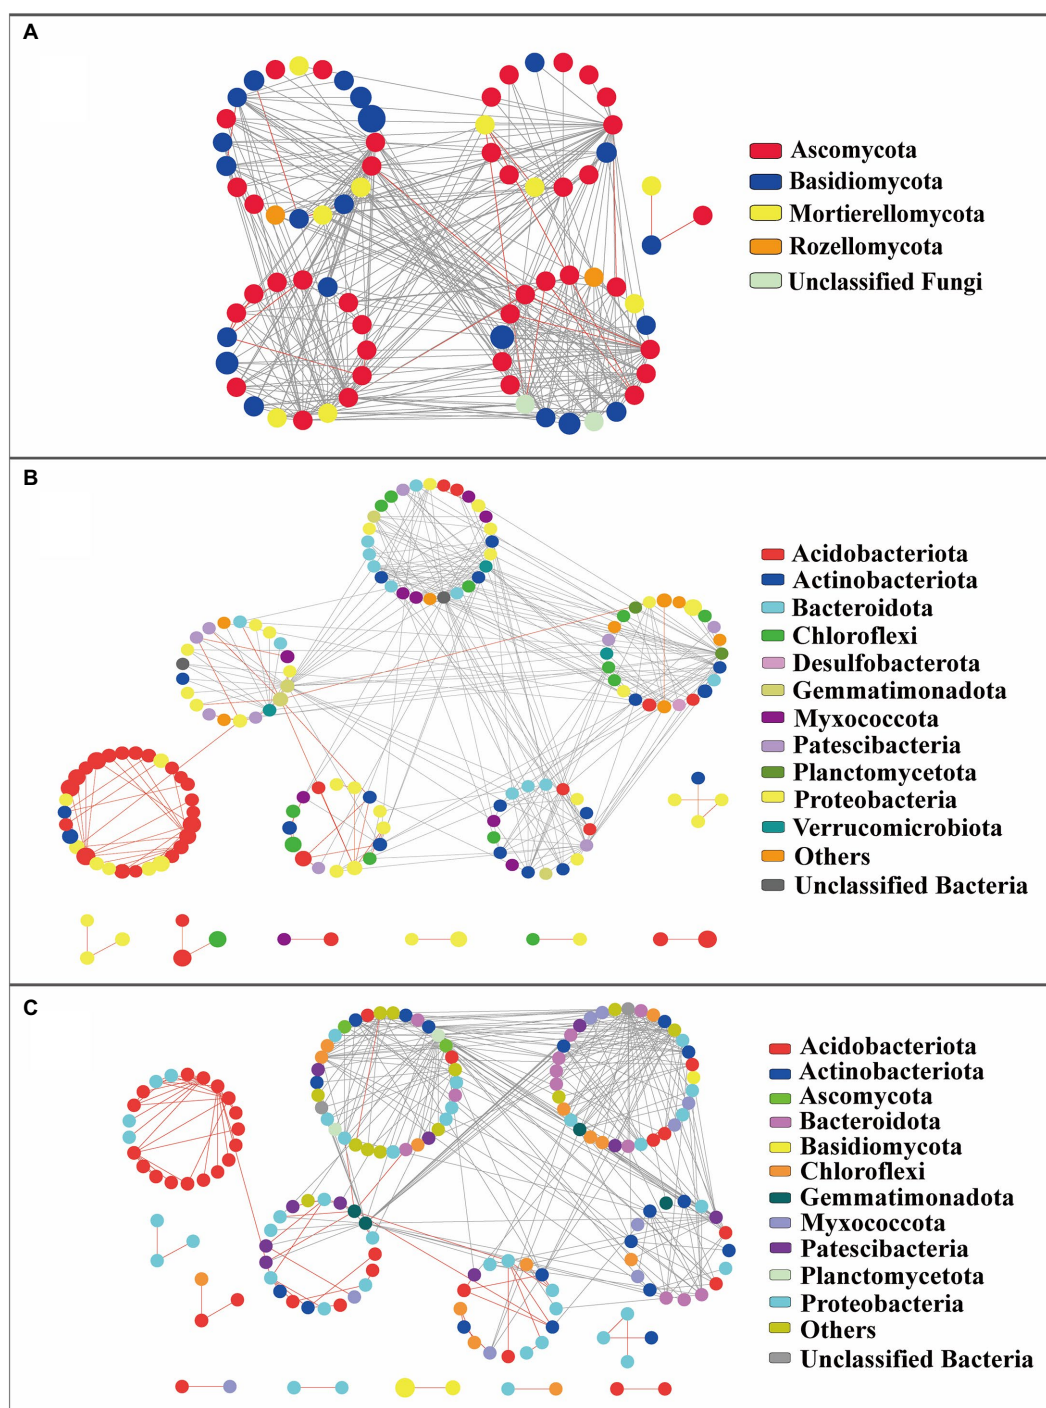 A
Ascomycota
Basidiomycota
Mortierellomycota
Rozellomycota
Unclassified Fungi
B
Acidobacteriota
Actinobacteriota
Bacteroidota
Chloroflexi
Desulfobacterota
Gemmatimonadota
Myxococcota
Patescibacteria
Planctomycetota
Proteobacteria
Verrucomicrobiota
Others
Unclassified Bacteria
C
Acidobacteriota
Actinobacteriota
Ascomycota
Bacteroidota
Basidiomycota
Chloroflexi
Gemmatimonadota
Myxococcota
Patescibacteria
Planctomycetota
Proteobacteria
Others
Unclassified Bacteria